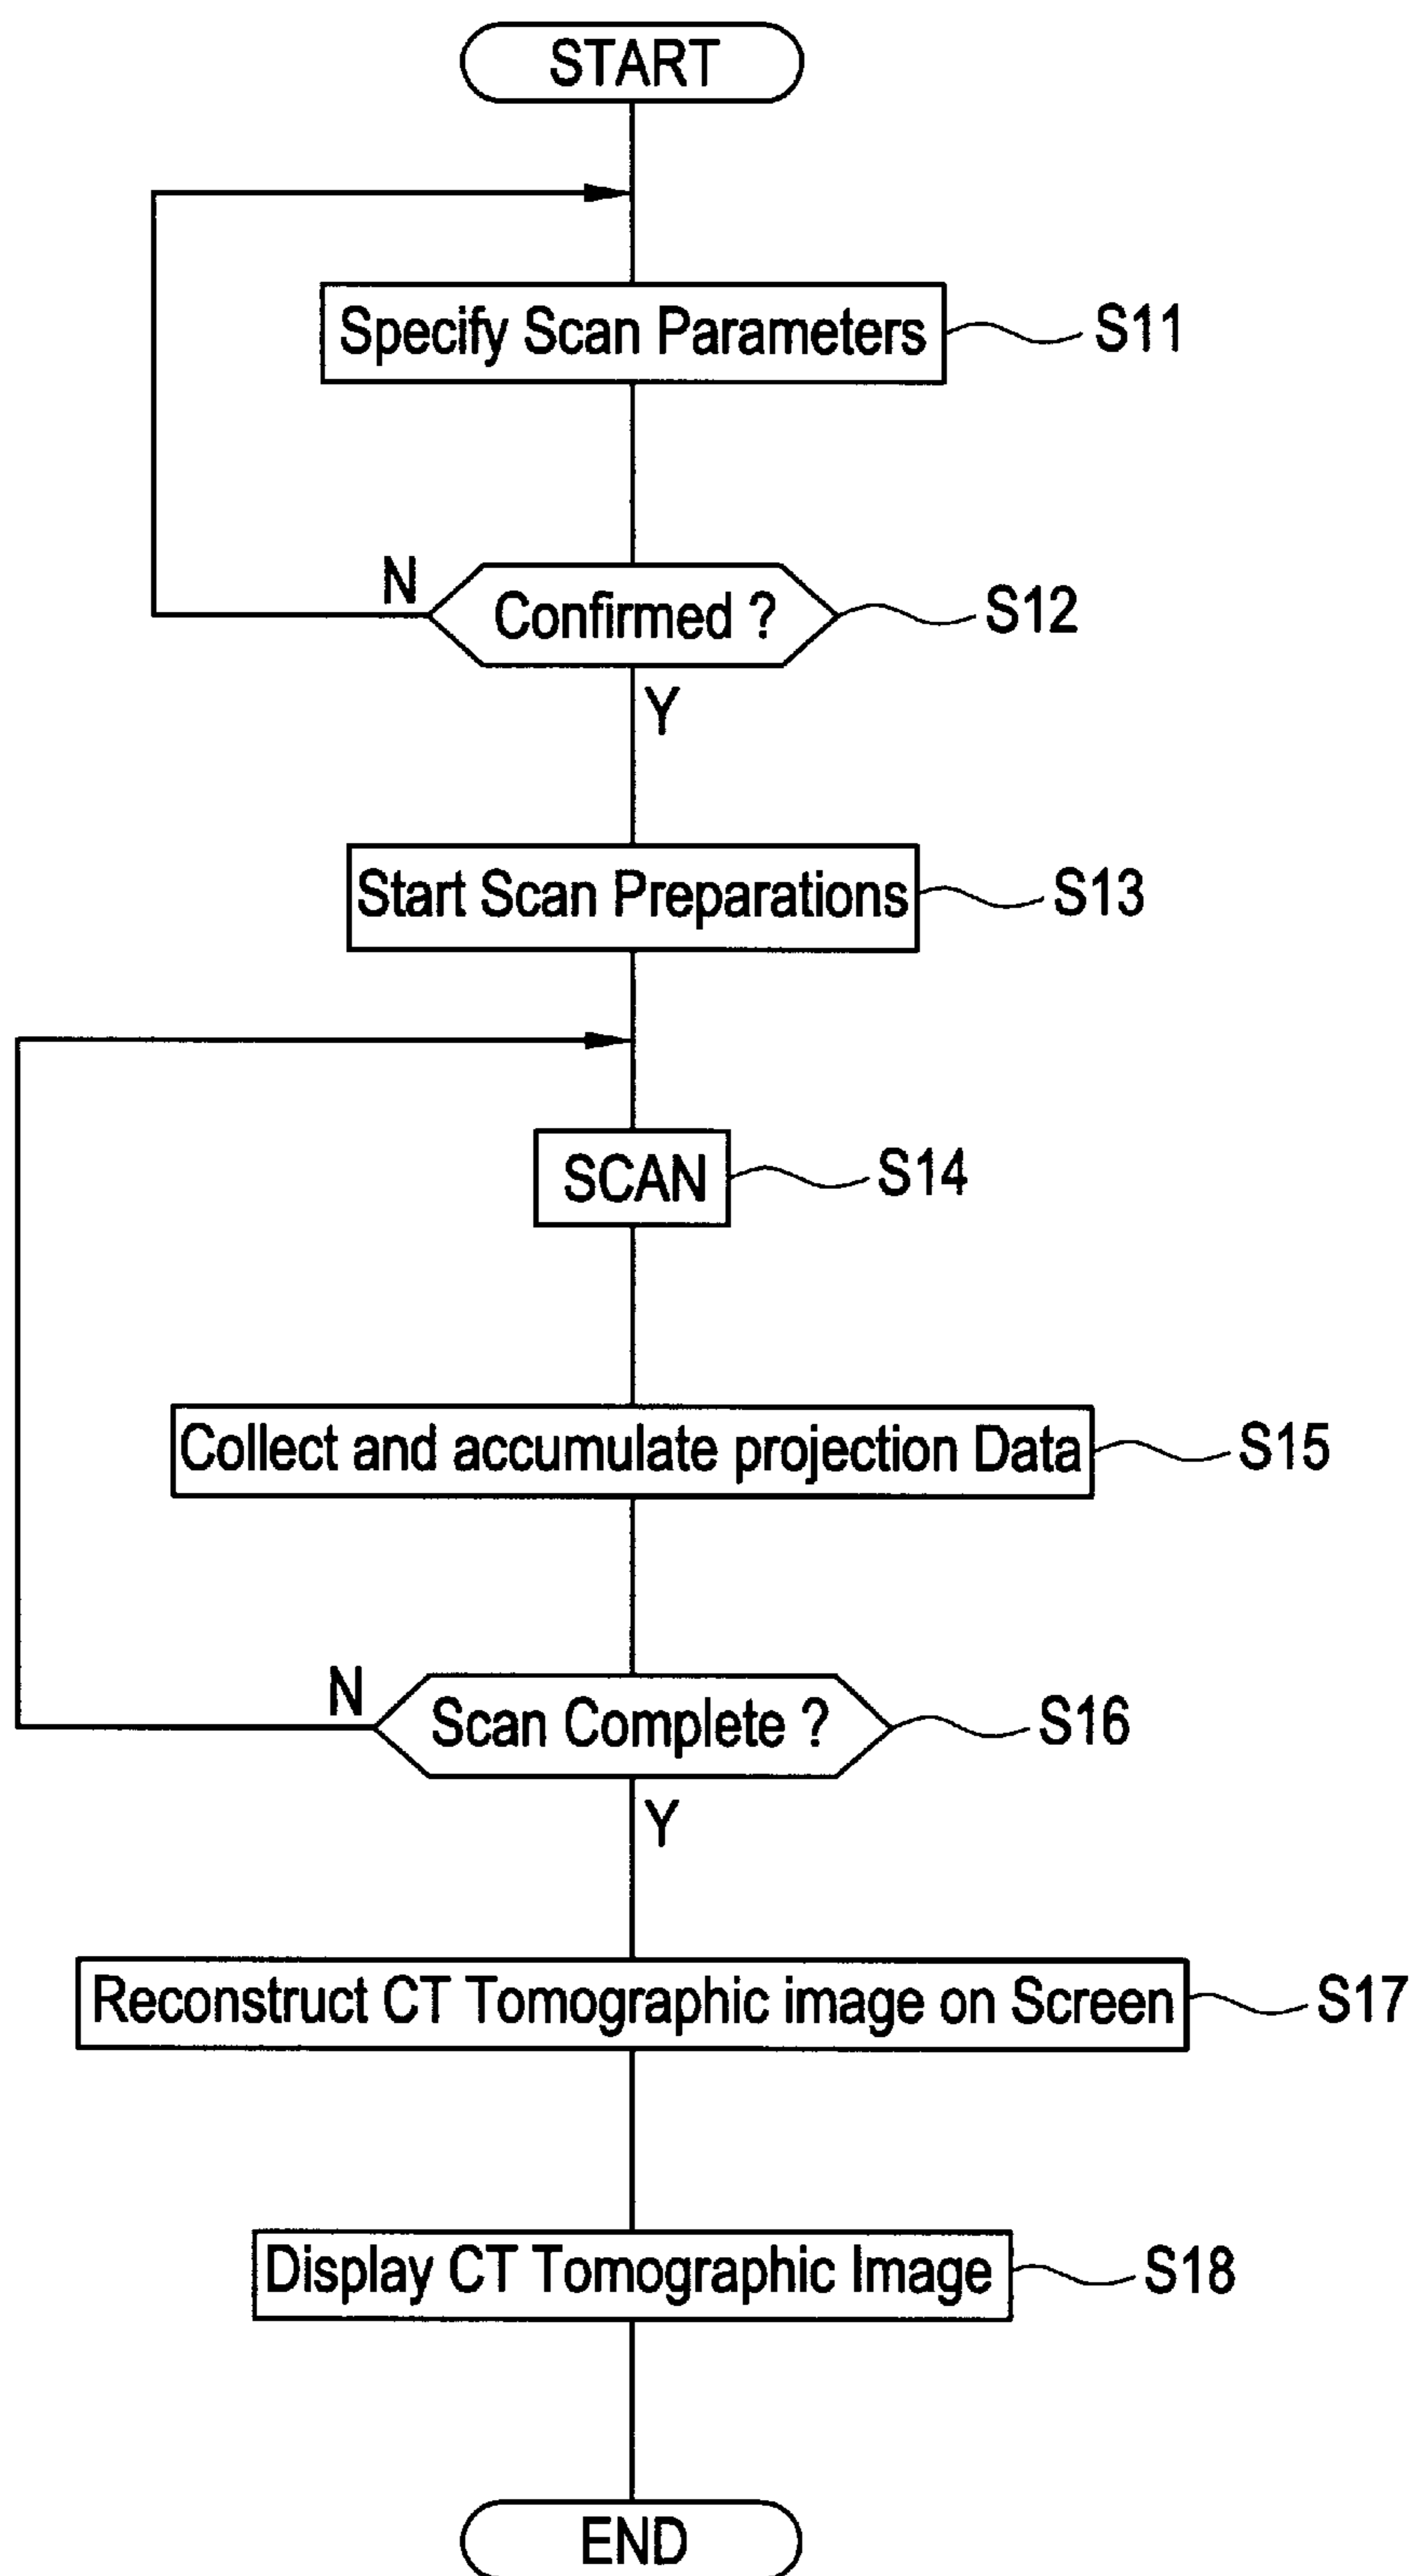 START
Specify Scan Parameters
S11
N
Confirmed ?
S12
Y
Start Scan Preparations
S13
SCAN
S14
Collect and accumulate projection Data
S15
N
Scan Complete ?
S16
Y
Reconstruct CT Tomographic image on Screen
S17
Display CT Tomographic Image
S18
END